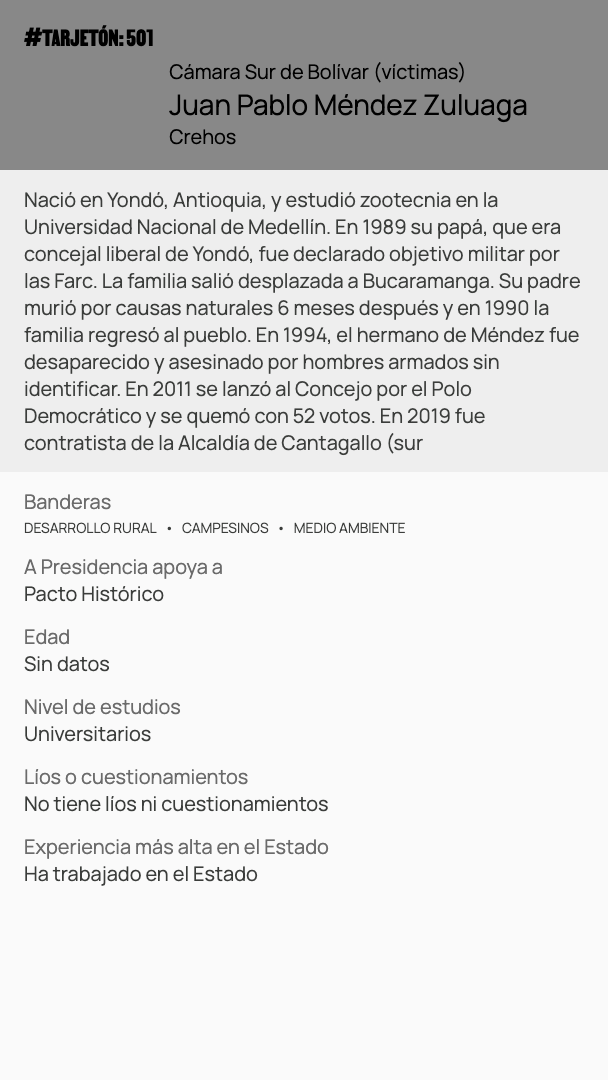 #TARJETÓN: 501
Cámara Sur de Bolívar (víctimas)
Juan Pablo Méndez Zuluaga
Crehos
Nació en Yondó, Antioquia, y estudió zootecnia en la
Universidad Nacional de Medellín. En 1989 su papá, que era
concejal liberal de Yondó, fue declarado objetivo militar por
las Farc. La familia salió desplazada a Bucaramanga. Su padre
murió por causas naturales 6 meses después y en 1990 la
familia regresó al pueblo. En 1994, el hermano de Méndez fue
desaparecido y asesinado por hombres armados sin
identificar. En 2011 se lanzó al Concejo por el Polo
Democrático y se quemó con 52 votos. En 2019 fue
contratista de la Alcaldía de Cantagallo (sur
Banderas
DESARROLLO RURAL • CAMPESINOS • MEDIO AMBIENTE
A Presidencia apoya a
Pacto Histórico
Edad
Sin datos
Nivel de estudios
Universitarios
Líos o cuestionamientos
No tiene líos ni cuestionamientos
Experiencia más alta en el Estado
Ha trabajado en el Estado